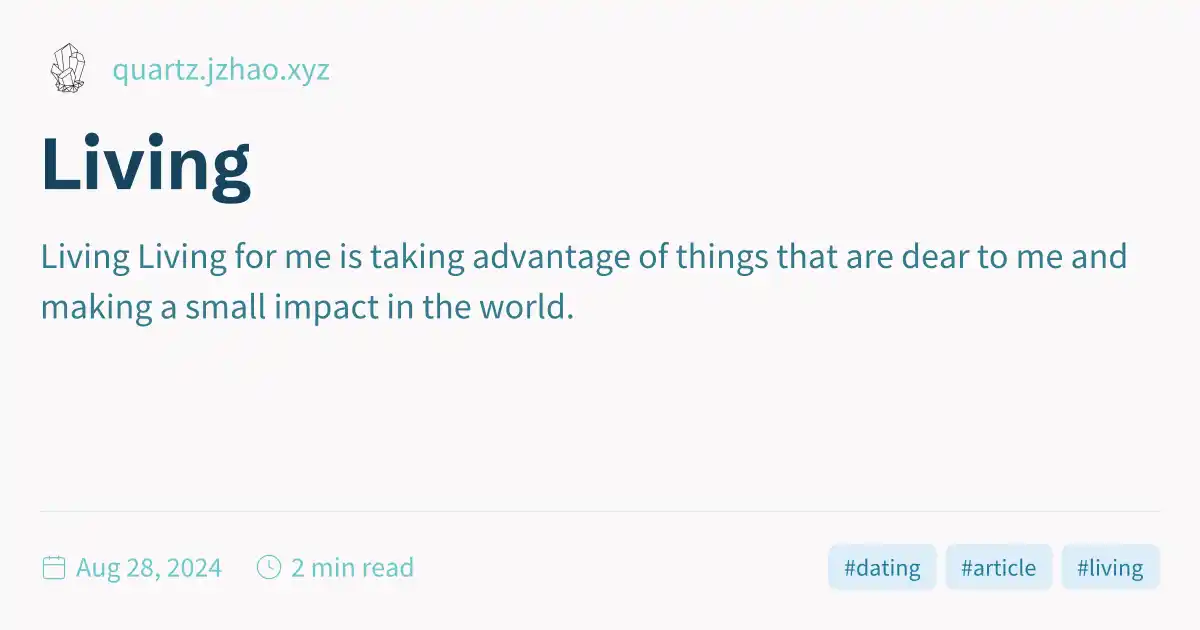 quartz.jzhao.xyz
Living
Living Living for me is taking advantage of things that are dear to me and
making a small impact in the world.
Aug 28, 2024 2 min read #dating #article #living